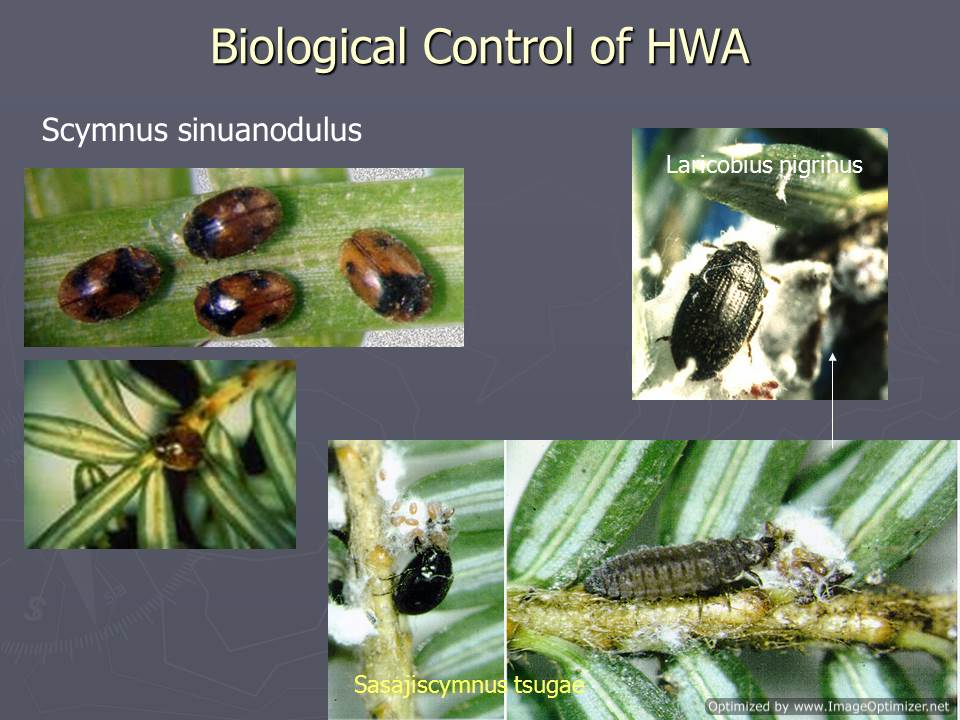 Biological Control of HWA
Scymnus sinuanodulus
Laricobius nigrinus
Sasajiscymnus tsugae
Optimized by www.ImageOptimizer.net